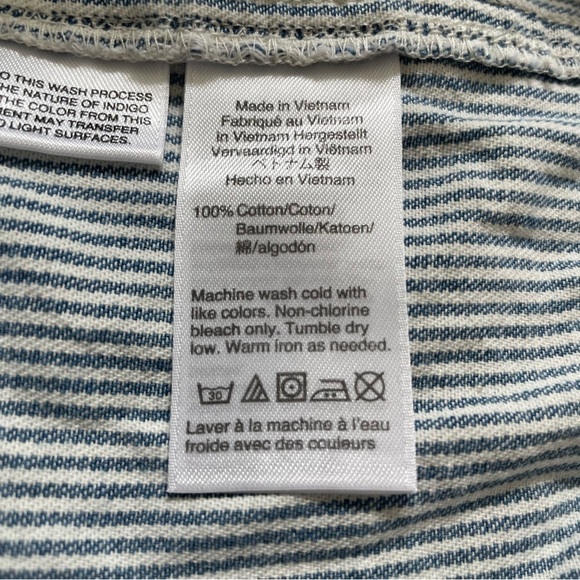 O THIS WASH PROCESS
HE NATURE OF INDIGO
THE COLOR FROM THIS
MENT MAY TRANSFER
O LIGHT SURFACES.
Made in Vietnam
Fabriqué au Vietnam
in Vietnam Hergestellt
Vervaardigd in Viêtnam
ベトナム製
Hecho en Vietnam
100% Cotton/Coton/
Baumwolle/Katoen/
綿/algodón
Machine wash cold with
like colors. Non-chlorine
bleach only. Tumble dry
low. Warm iron as needed.
30
Laver à la machine à l'eau
froide avec des couleurs